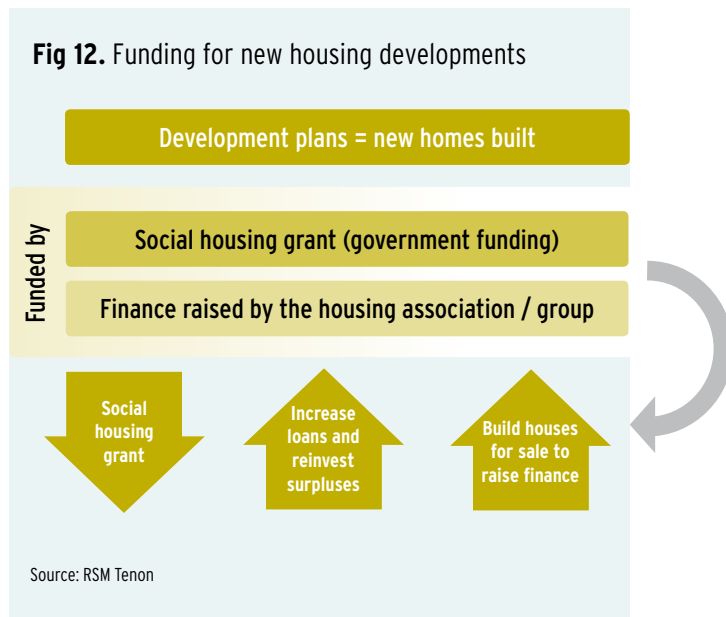 Fig 12. Funding for new housing developments
Development plans = new homes built
Funded by
Social housing grant (government funding)
Finance raised by the housing association / group
Social
housing
grant
Increase
loans and
reinvest
surpluses
Build houses
for sale to
raise finance
Source: RSM Tenon